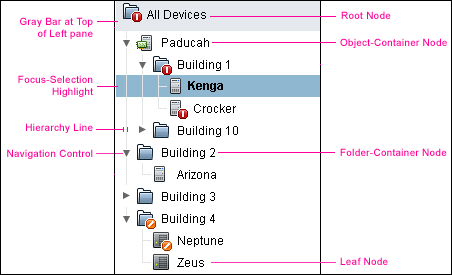 Gray Bar at Top
of Left pane
All Devices
Root Node
Paducah
Object-Container Node
Building 1
Focus-Selection
Highlight
Kenga
Crocker
Hierarchy Line
Building 10
Navigation Control
Building 2
Folder-Container Node
Arizona
Building 3
Building 4
Neptune
Zeus
Leaf Node